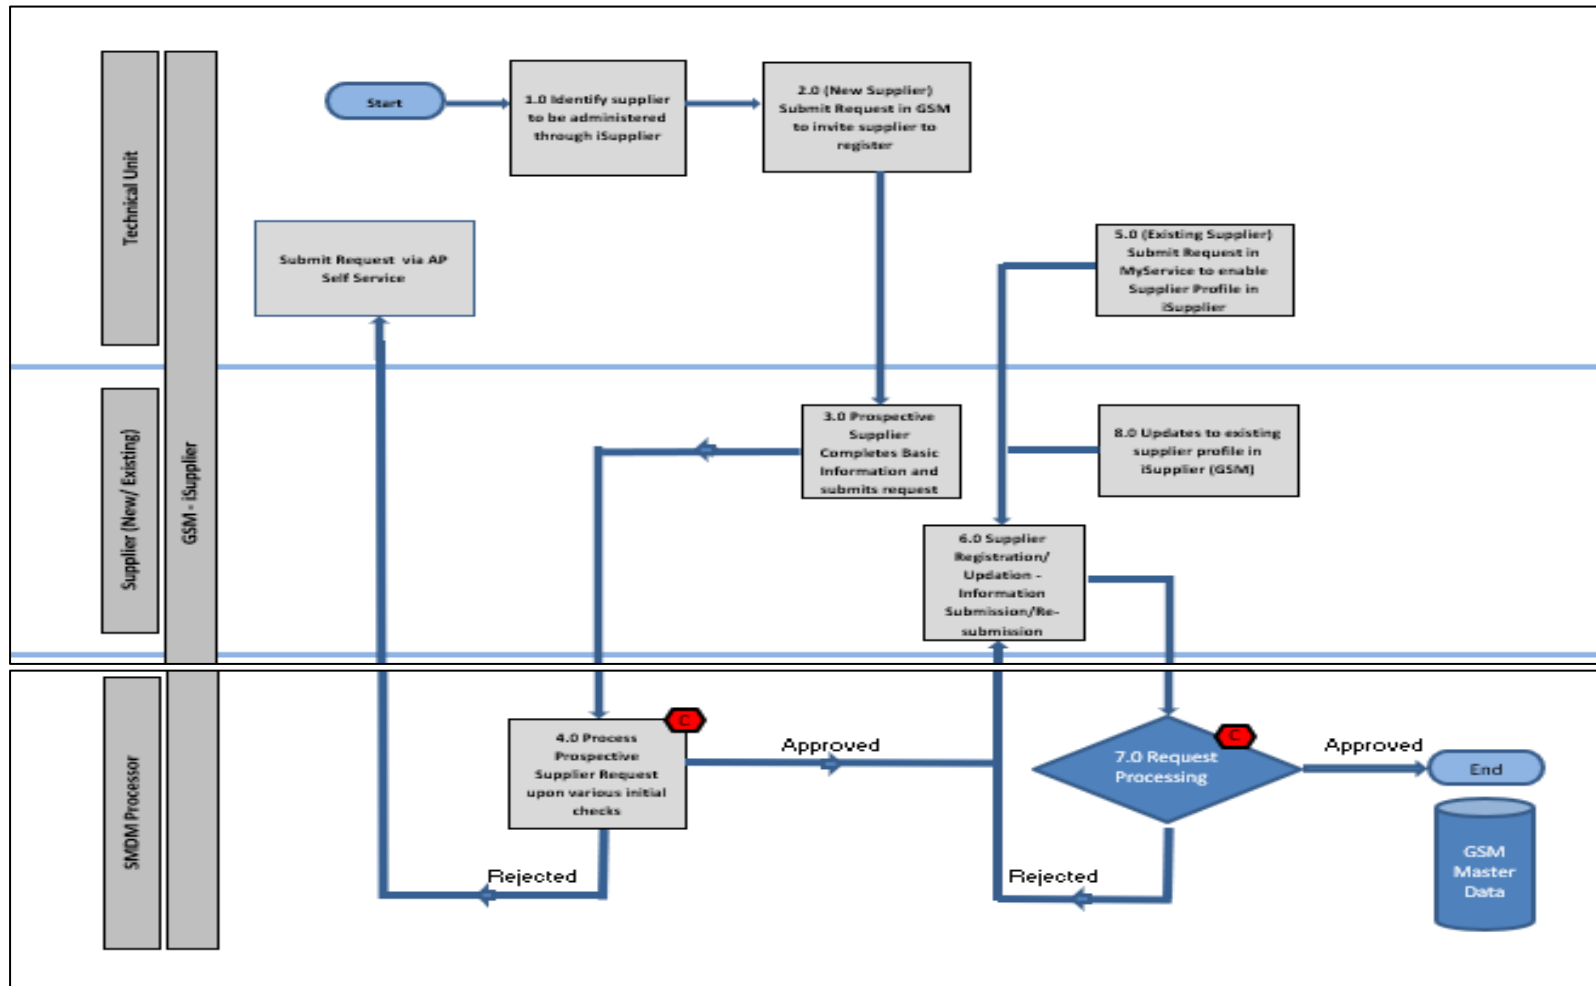 Technical Unit
GSM - iSupplier
Start
1.0 Identify supplier
to be administered
through iSupplier
2.0 (New Supplier)
Submit Request in GSM
to invite supplier to
register
Submit Request via AP
Self Service
5.0 (Existing Supplier)
Submit Request in
MyService to enable
Supplier Profile in
iSupplier
Supplier (New/ Existing)
3.0 Prospective
Supplier
Completes Basic
Information and
submits request
8.0 Updates to existing
supplier profile in
iSupplier (GSM)
6.0 Supplier
Registration/
Updation -
Information
Submission/Re-
submission
SMDM Processor
C
4.0 Process
Prospective
Supplier Request
upon various initial
checks
Approved
Rejected
C
7.0 Request
Processing
Approved
Rejected
End
GSM
Master
Data